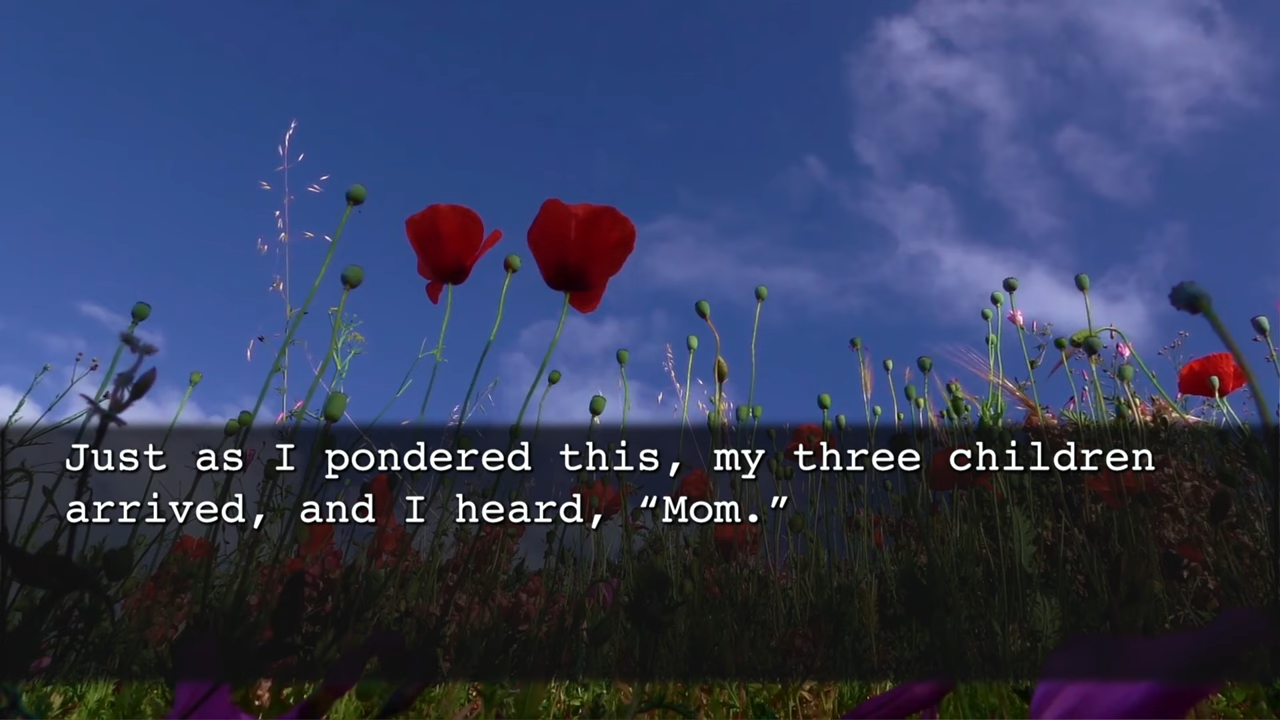 Just as I pondered this, my three children
arrived, and I heard, “Mom.”